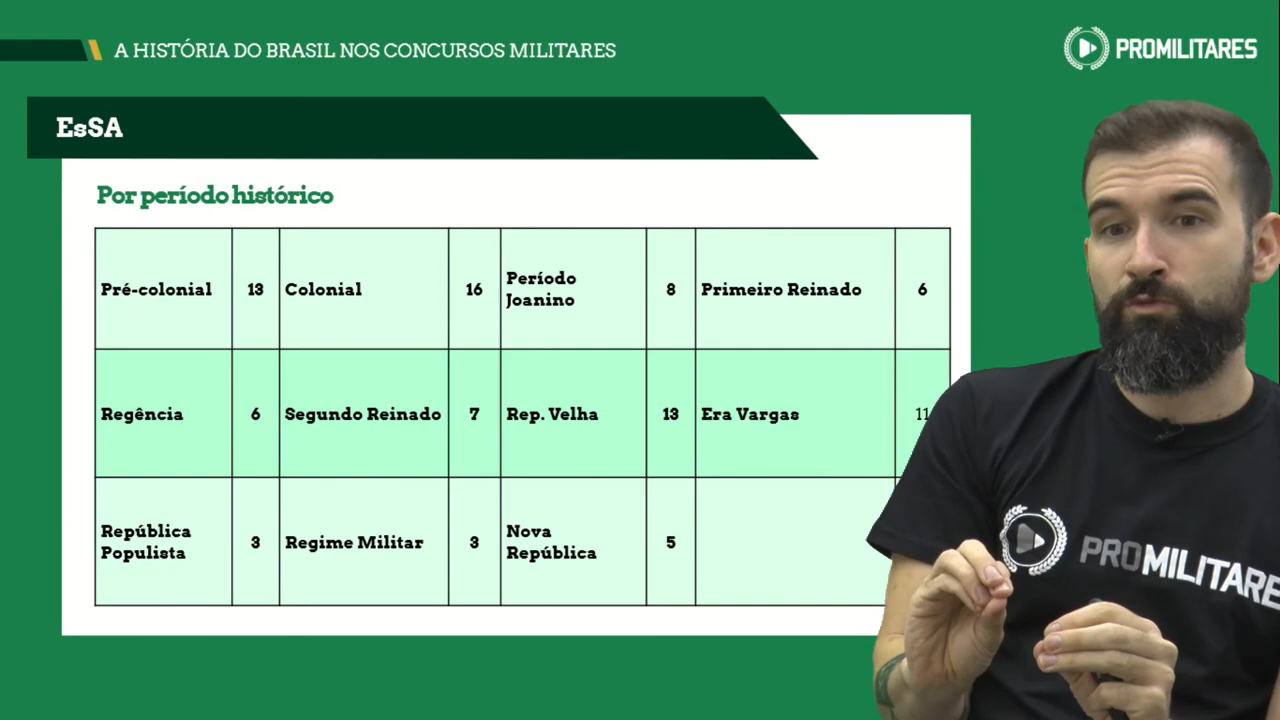 A HISTÓRIA DO BRASIL NOS CONCURSOS MILITARES
PROMILITARES
EsSA
Por período histórico
Pré-colonial 13 Colonial 16 Período Joanino 8 Primeiro Reinado 6
Regência 6 Segundo Reinado 7 Rep. Velha 13 Era Vargas 11
República Populista 3 Regime Militar 3 Nova República 5
PROMILITARES